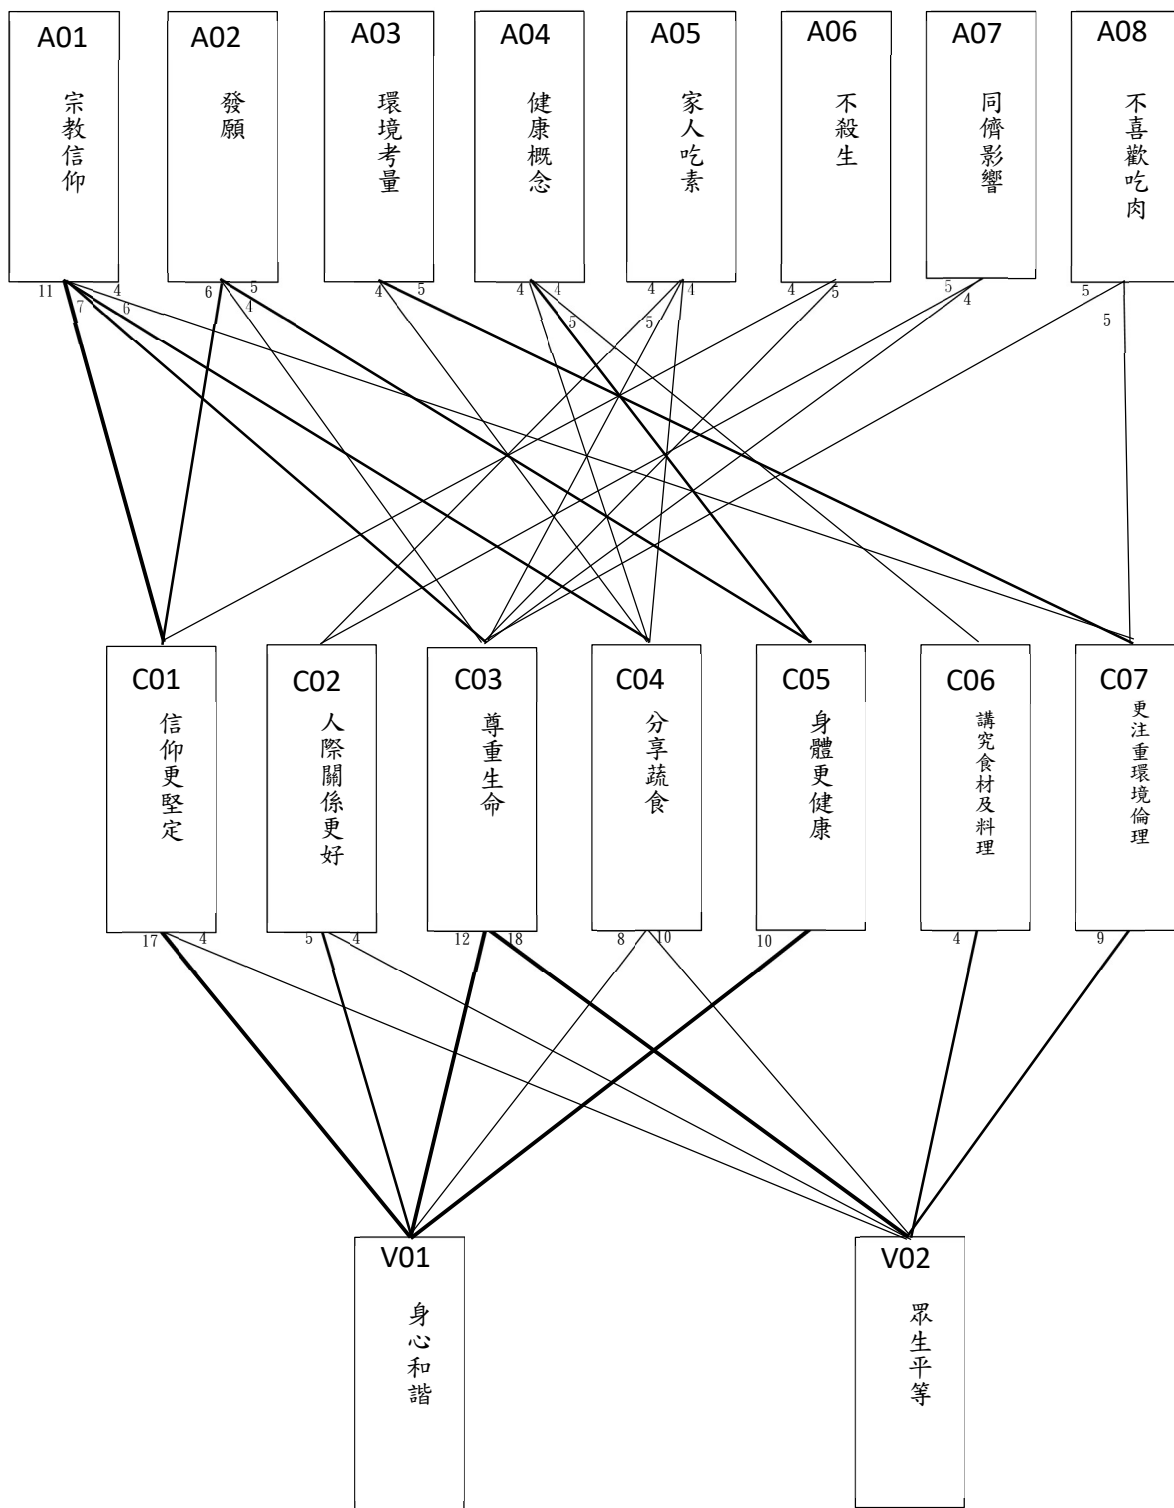 A01
宗教信仰
A02
發願
A03
環境考量
A04
健康概念
A05
家人吃素
A06
不殺生
A07
同儕影響
A08
不喜歡吃肉
11
7
6
4
6
4
5
4
5
4
5
4
4
5
4
4
5
5
4
5
5
C01
信仰更堅定
C02
人際關係更好
C03
尊重生命
C04
分享蔬食
C05
身體更健康
C06
講究食材及料理
C07
更注重環境倫理
17
4
5
4
12
18
8
10
10
4
9
V01
身心和諧
V02
眾生平等